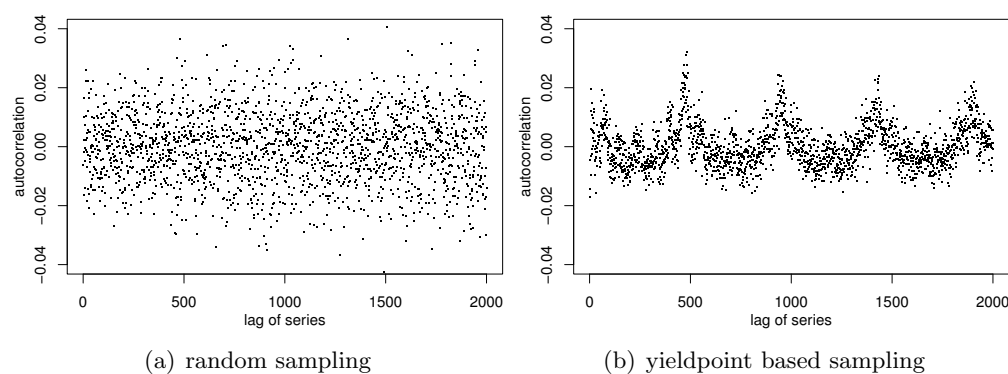 0.04
0.02
0.00
−0.02
−0.04
autocorrelation
0 500 1000 1500 2000
lag of series
(a) random sampling
0.04
0.02
0.00
−0.02
−0.04
autocorrelation
0 500 1000 1500 2000
lag of series
(b) yieldpoint based sampling